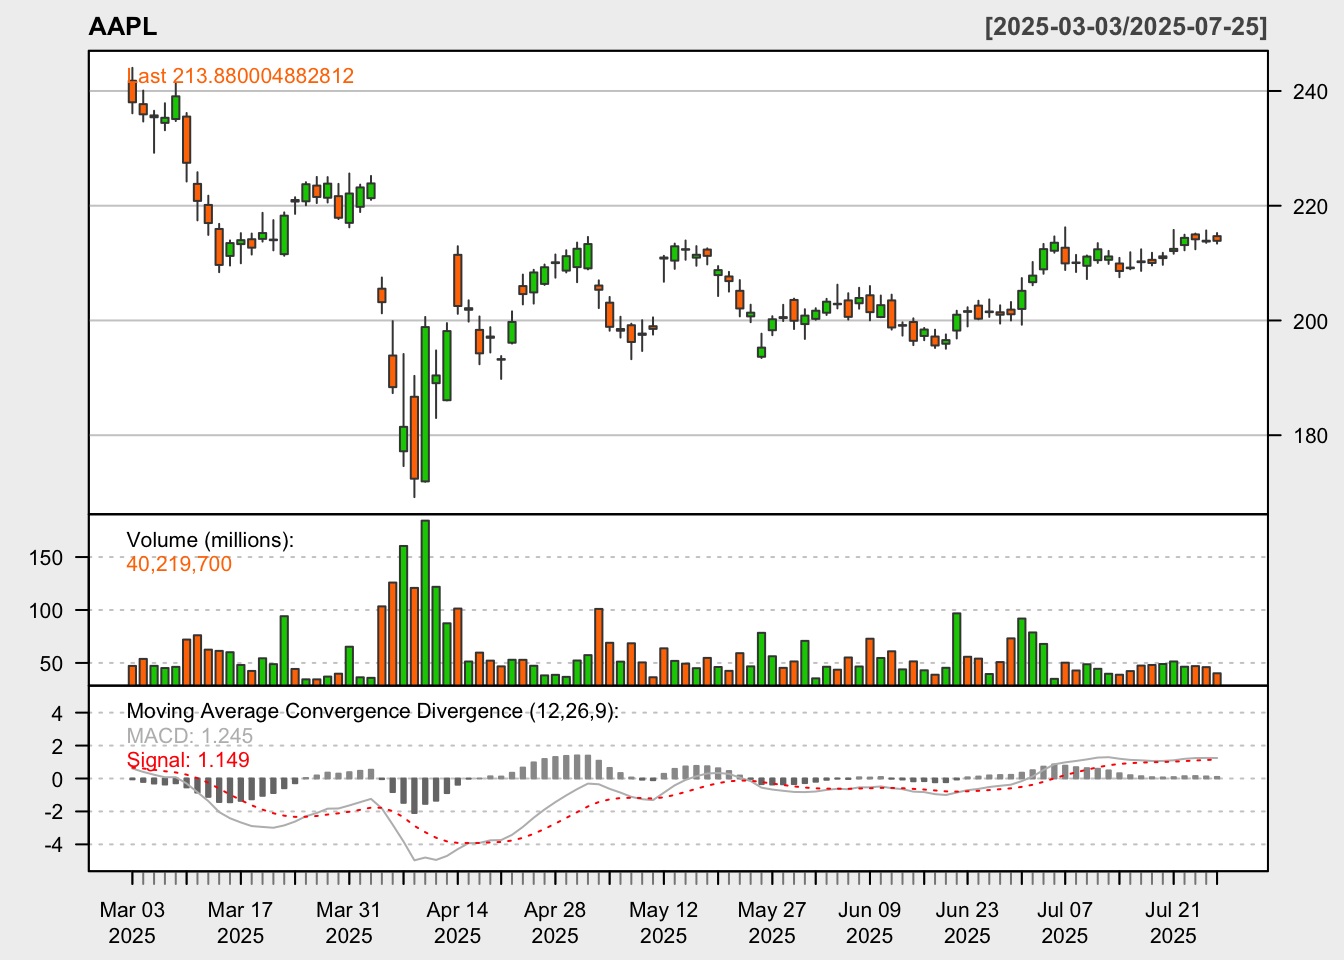 AAPL [2025-03-03/2025-07-25]
Last 213.880004882812
240
220
200
180
Volume (millions):
40,219,700
150
100
50
Moving Average Convergence Divergence (12,26,9):
MACD: 1.245
Signal: 1.149
4
2
0
-2
-4
Mar 03 Mar 17 Mar 31 Apr 14 Apr 28 May 12 May 27 Jun 09 Jun 23 Jul 07 Jul 21
2025 2025 2025 2025 2025 2025 2025 2025 2025 2025 2025